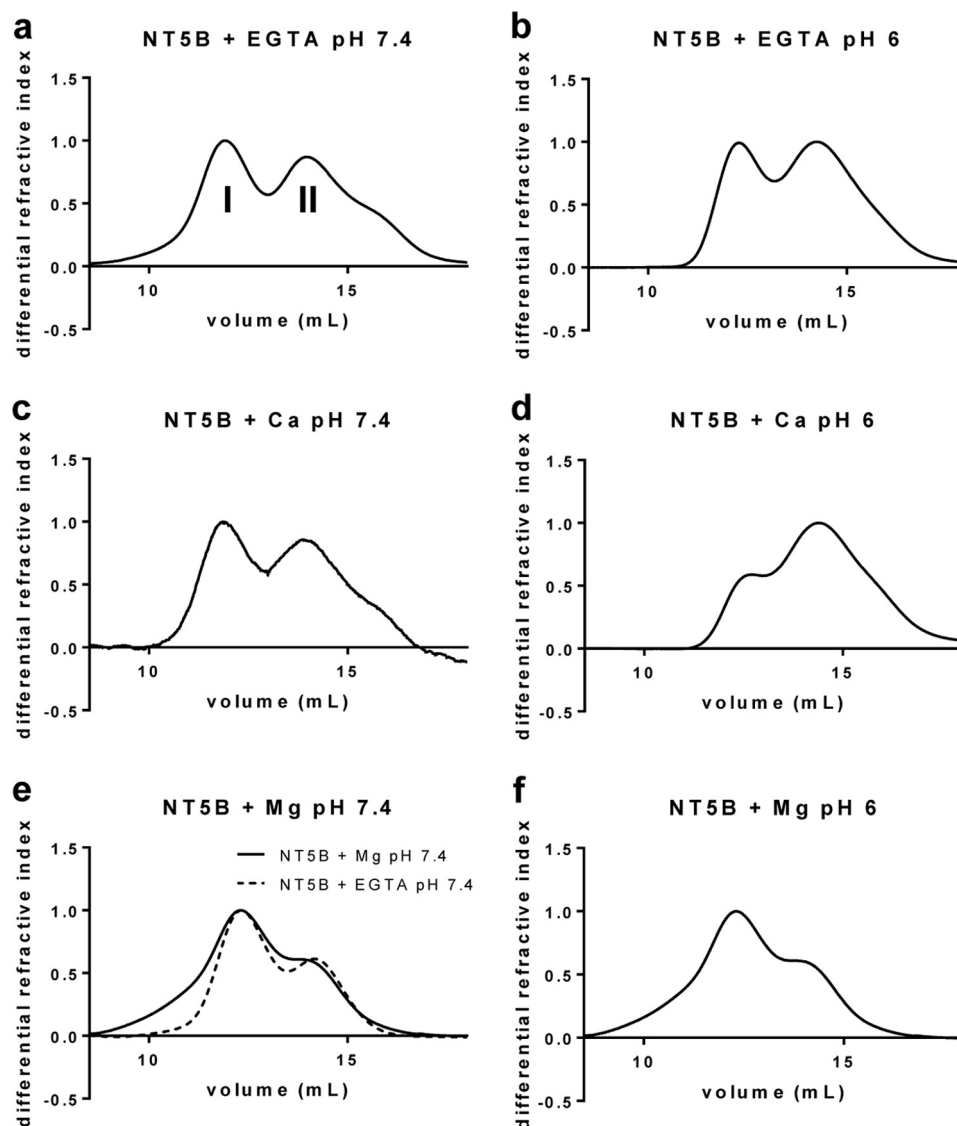 a
NT5B + EGTA pH 7.4
differential refractive index
1.5
1.0
0.5
0.0
-0.5
I
II
10
15
volume (mL)
b
NT5B + EGTA pH 6
differential refractive index
1.5
1.0
0.5
0.0
-0.5
10
15
volume (mL)
c
NT5B + Ca pH 7.4
differential refractive index
1.5
1.0
0.5
0.0
-0.5
10
15
volume (mL)
d
NT5B + Ca pH 6
differential refractive index
1.5
1.0
0.5
0.0
-0.5
10
15
volume (mL)
e
NT5B + Mg pH 7.4
differential refractive index
1.5
1.0
0.5
0.0
-0.5
NT5B + Mg pH 7.4
NT5B + EGTA pH 7.4
10
15
volume (mL)
f
NT5B + Mg pH 6
differential refractive index
1.5
1.0
0.5
0.0
-0.5
10
15
volume (mL)